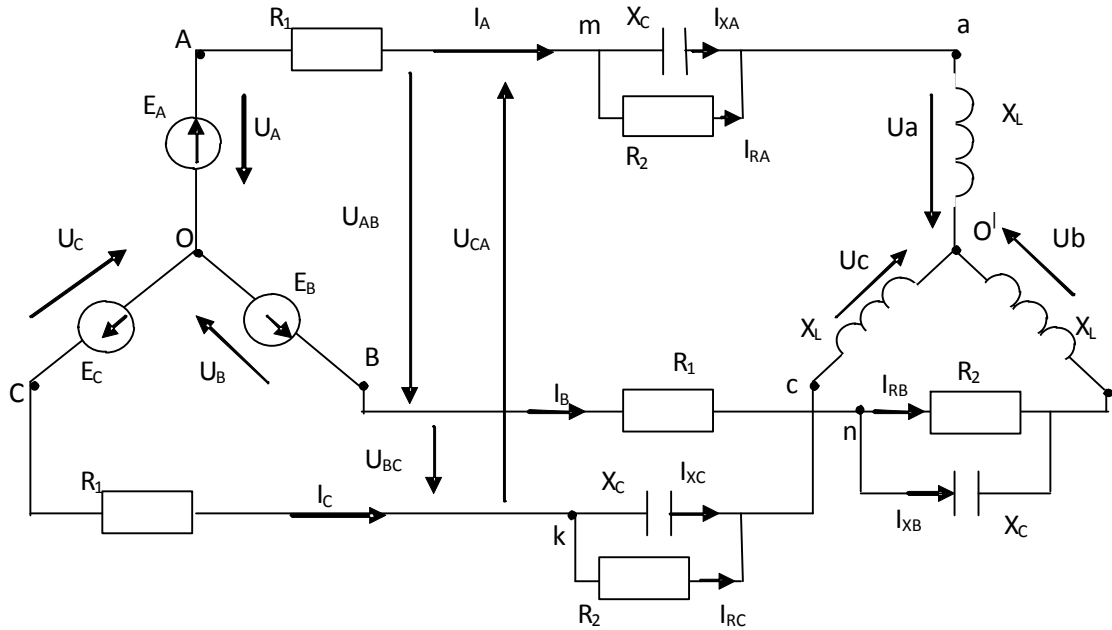 R1 IA m XC IXA a
A
EA UA R2 IRA Ua XL
UAB UCA
UC O EB Uc O| Ub
EC UB B XL XL
C c R1 IRB R2
IB n
UBC
R1 IC XC IXC IXB XC
k
R2 IRC